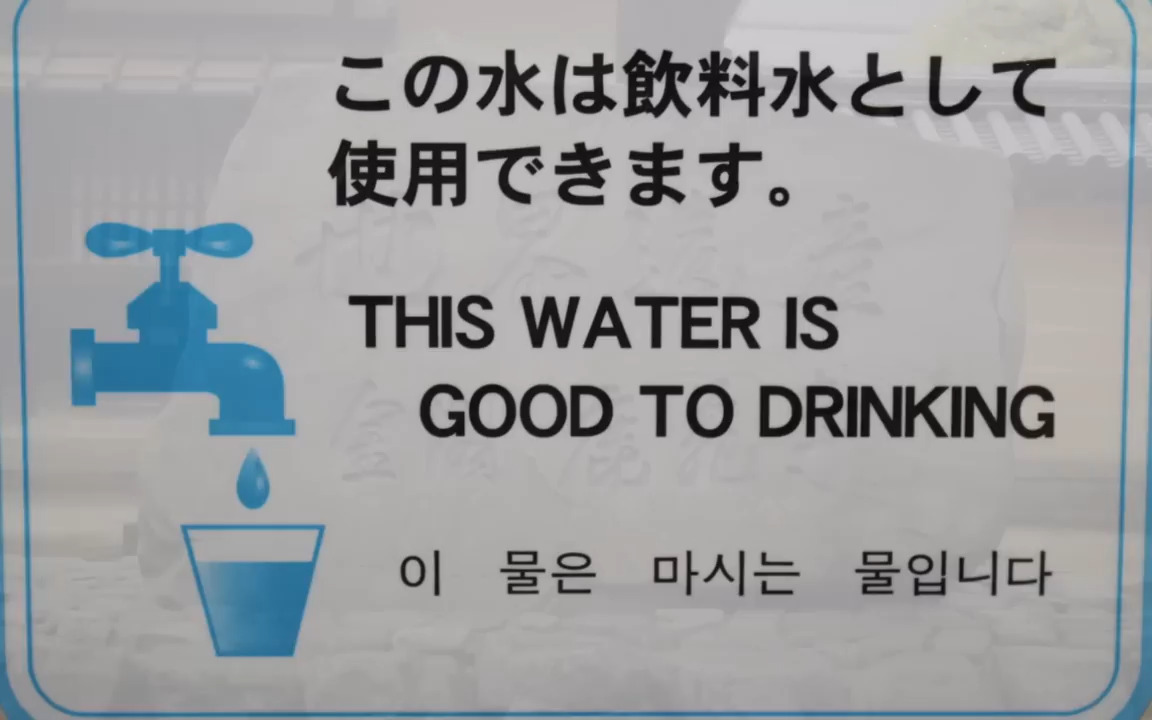 この水は飲料水として
使用できます。
THIS WATER IS
GOOD TO DRINKING
이 물은 마시는 물입니다